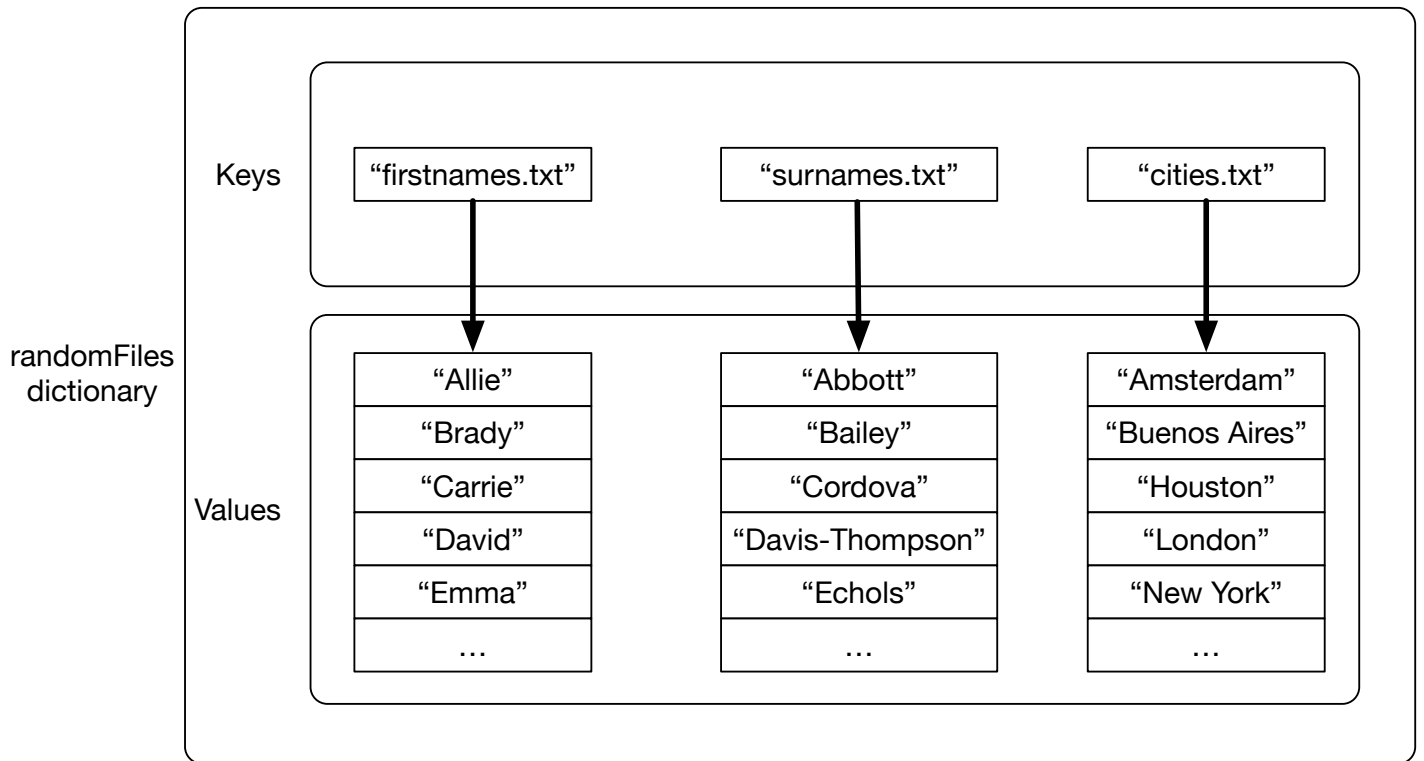 Keys
“firstnames.txt”
“surnames.txt”
“cities.txt”
randomFiles
dictionary
Values
“Allie”
“Brady”
“Carrie”
“David”
“Emma”
…
“Abbott”
“Bailey”
“Cordova”
“Davis-Thompson”
“Echols”
…
“Amsterdam”
“Buenos Aires”
“Houston”
“London”
“New York”
…